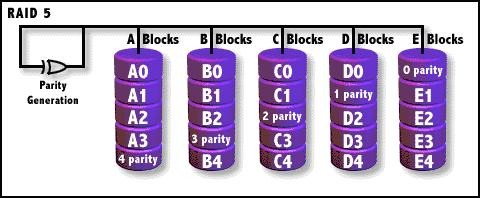 RAID 5
A Blocks B Blocks C Blocks D Blocks E Blocks
Parity
Generation
A0 B0 C0 D0 0 parity
A1 B1 C1 1 parity E1
A2 B2 2 parity D2 E2
A3 3 parity C3 D3 E3
4 parity B4 C4 D4 E4